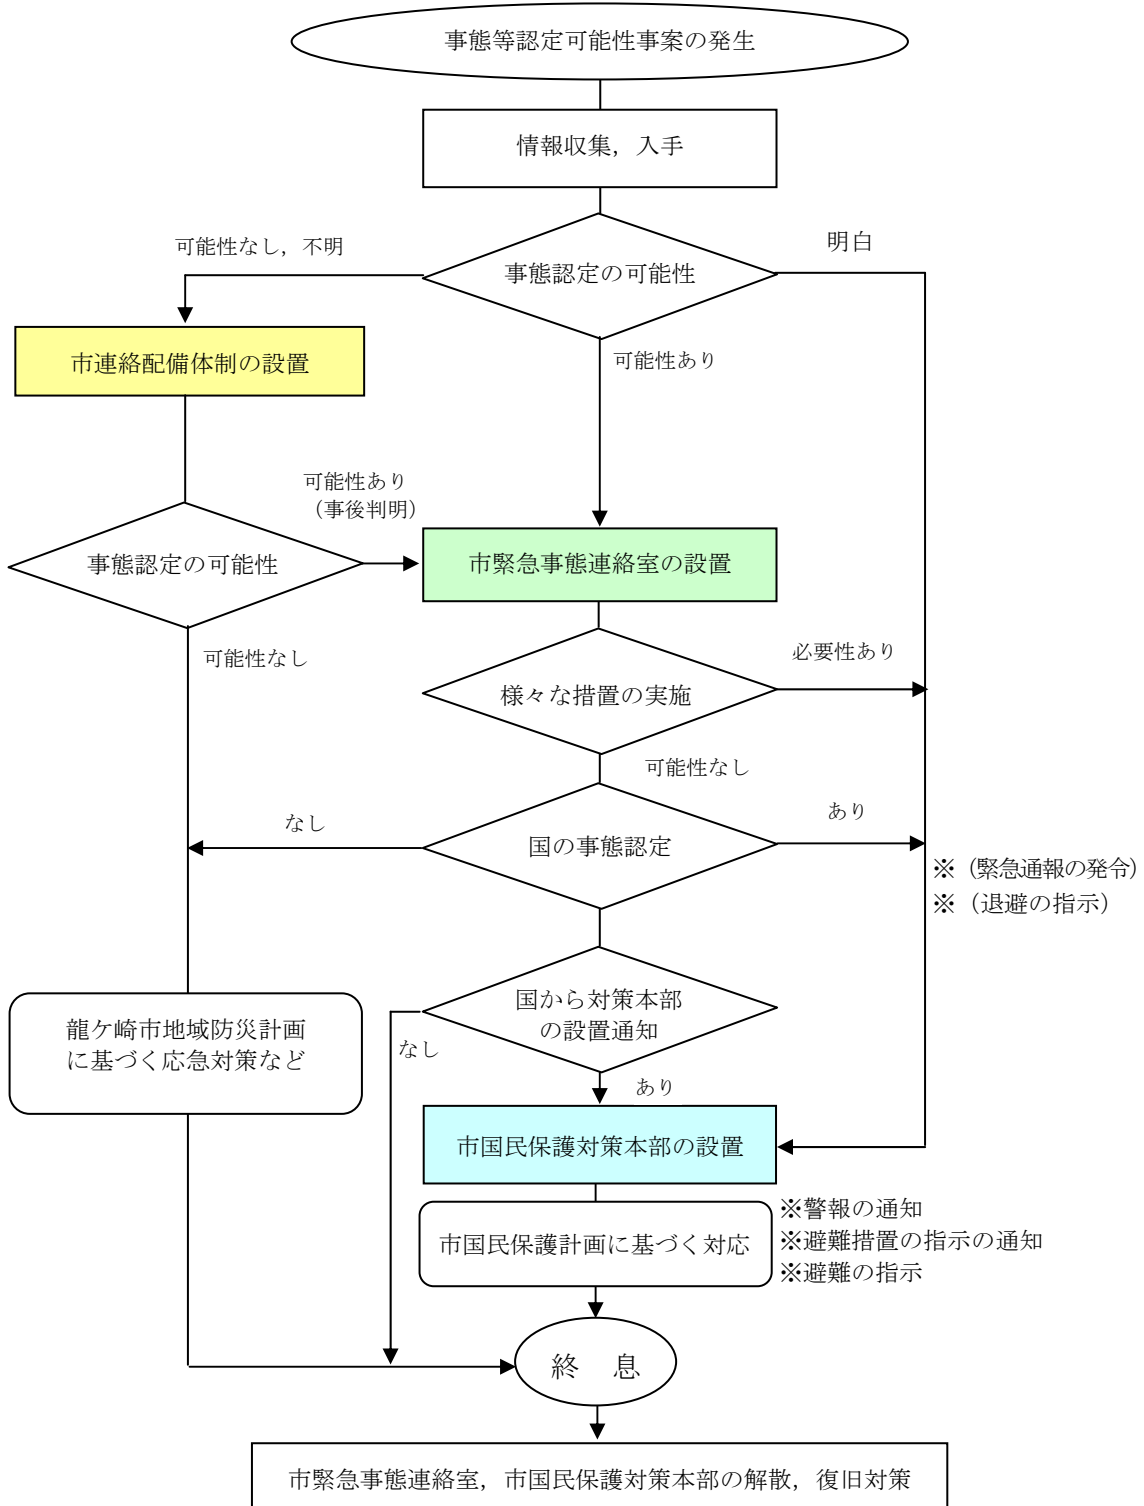 事態等認定可能性事案の発生
情報収集，入手
可能性なし，不明
事態認定の可能性
明白
市連絡配備体制の設置
可能性あり
可能性あり
（事後判明）
事態認定の可能性
市緊急事態連絡室の設置
可能性なし
様々な措置の実施
必要性あり
可能性なし
なし
国の事態認定
あり
※（緊急通報の発令）
※（退避の指示）
国から対策本部
の設置通知
龍ケ崎市地域防災計画
に基づく応急対策など
なし
あり
市国民保護対策本部の設置
市国民保護計画に基づく対応
※警報の通知
※避難措置の指示の通知
※避難の指示
終　息
市緊急事態連絡室，市国民保護対策本部の解散，復旧対策